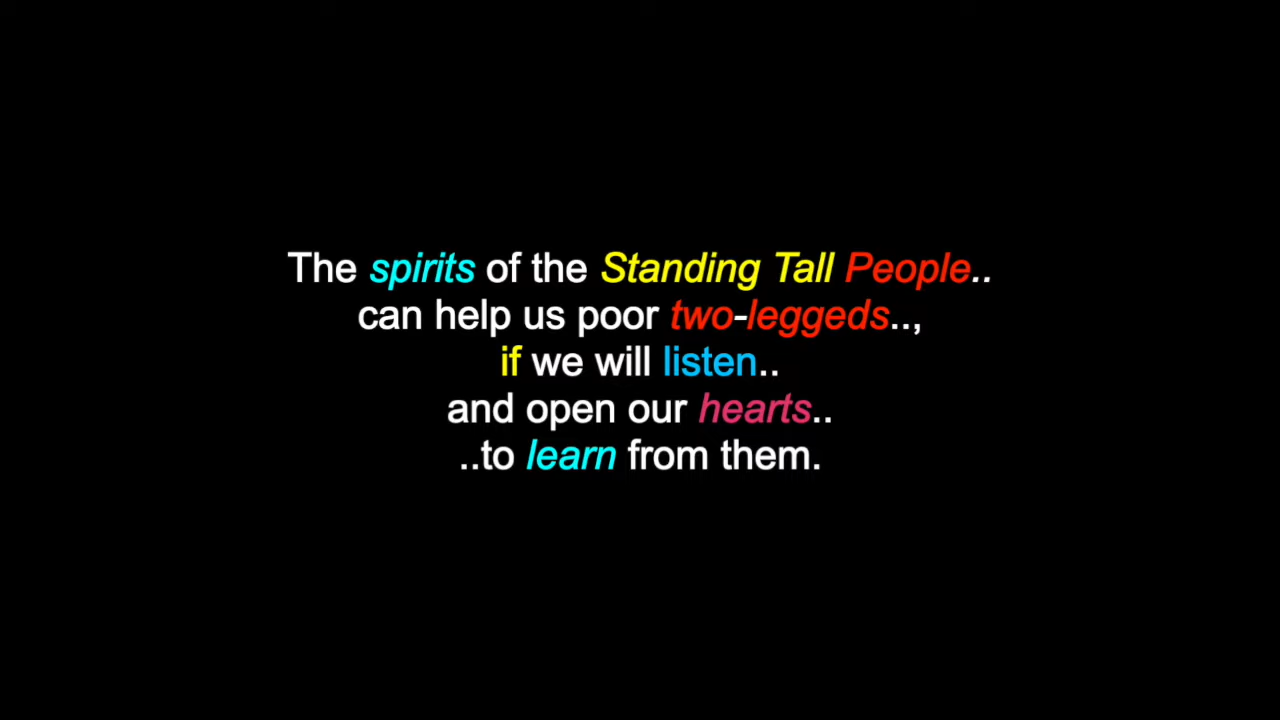 The spirits of the Standing Tall People..
can help us poor two-leggeds..,
if we will listen..
and open our hearts..
..to learn from them.